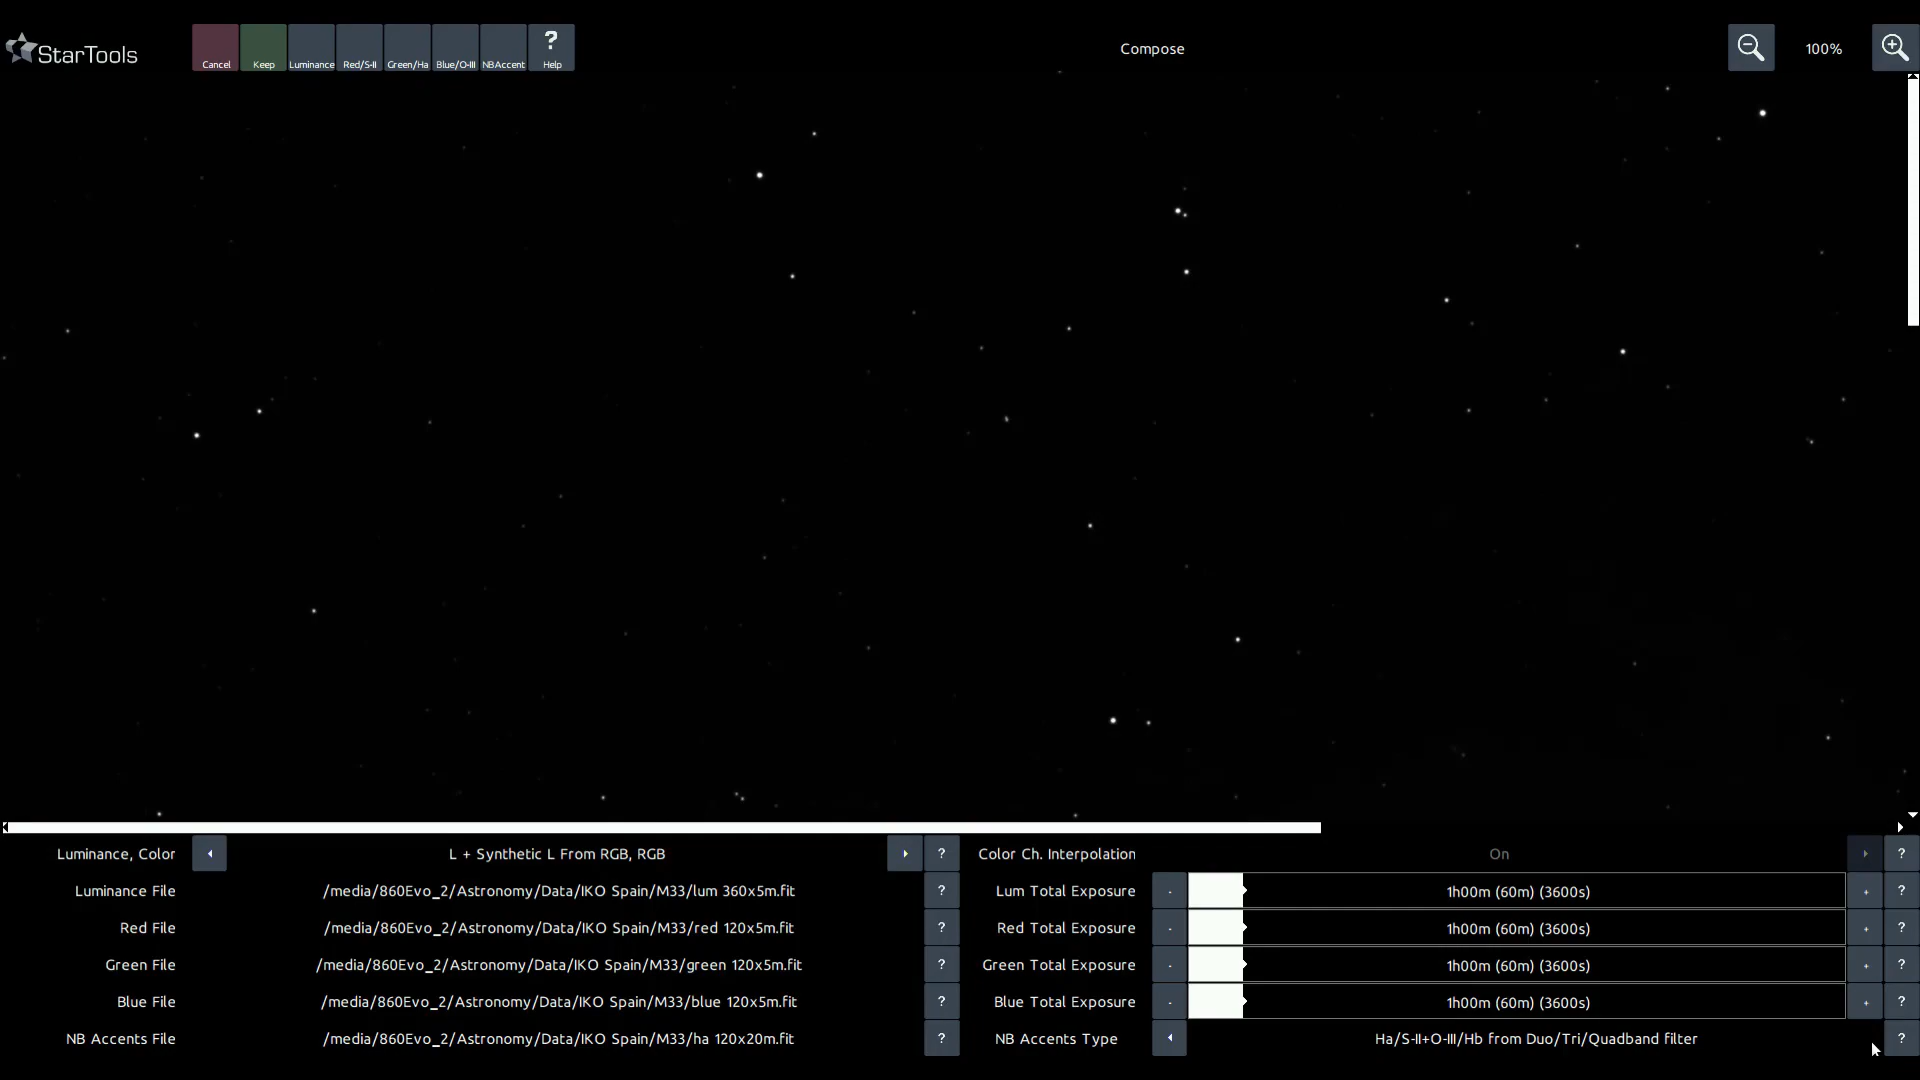 StarTools
Cancel Keep Luminance Red/S-II Green/Ha Blue/O-III NBAccent ? Help
Compose
100%
Luminance, Color L + Synthetic L From RGB, RGB ? Color Ch. Interpolation On ?
Luminance File /media/860Evo_2/Astronomy/Data/IKO Spain/M33/lum 360x5m.fit ? Lum Total Exposure - 1h00m (60m) (3600s) + ?
Red File /media/860Evo_2/Astronomy/Data/IKO Spain/M33/red 120x5m.fit ? Red Total Exposure - 1h00m (60m) (3600s) + ?
Green File /media/860Evo_2/Astronomy/Data/IKO Spain/M33/green 120x5m.fit ? Green Total Exposure - 1h00m (60m) (3600s) + ?
Blue File /media/860Evo_2/Astronomy/Data/IKO Spain/M33/blue 120x5m.fit ? Blue Total Exposure - 1h00m (60m) (3600s) + ?
NB Accents File /media/860Evo_2/Astronomy/Data/IKO Spain/M33/ha 120x20m.fit ? NB Accents Type Ha/S-II+O-III/Hb from Duo/Tri/Quadband filter ?